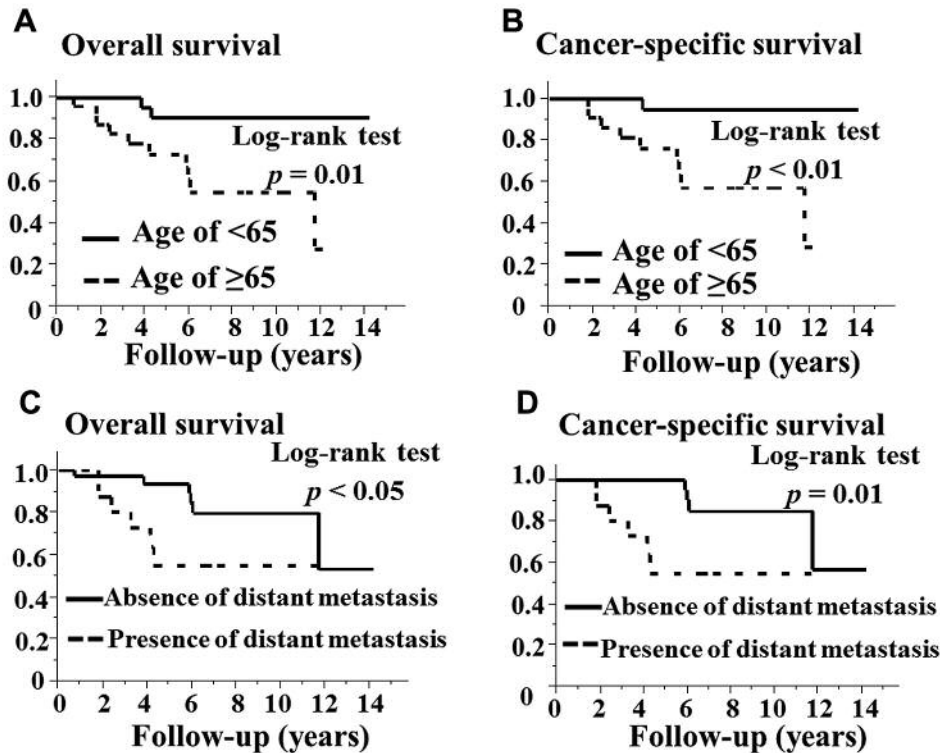 A
Overall survival
1.0
0.8
0.6
0.4
0.2
0
Log-rank test
p = 0.01
Age of <65
Age of ≥65
0 2 4 6 8 10 12 14
Follow-up (years)
B
Cancer-specific survival
1.0
0.8
0.6
0.4
0.2
0
Log-rank test
p < 0.01
Age of <65
Age of ≥65
0 2 4 6 8 10 12 14
Follow-up (years)
C
Overall survival
Log-rank test
p < 0.05
1.0
0.8
0.6
0.4
0.2
0
Absence of distant metastasis
Presence of distant metastasis
0 2 4 6 8 10 12 14
Follow-up (years)
D
Cancer-specific survival
Log-rank test
p = 0.01
1.0
0.8
0.6
0.4
0.2
0
Absence of distant metastasis
Presence of distant metastasis
0 2 4 6 8 10 12 14
Follow-up (years)